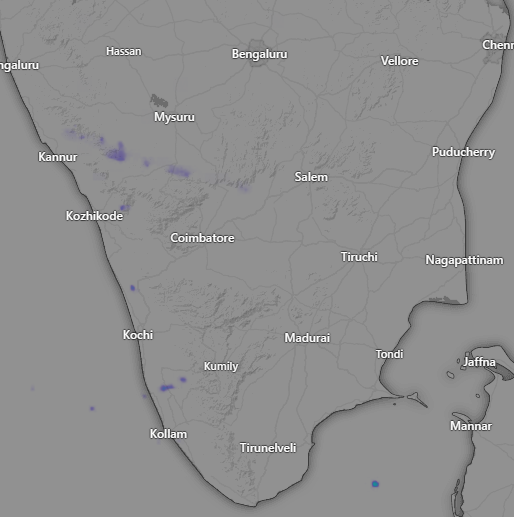 Hassan
Bengaluru
Chenn
Vellore
ngaluru
Mysuru
Puducherry
Kannur
Salem
Kozhikode
Coimbatore
Tiruchi
Nagapattinam
Kochi
Madurai
Tondi
Jaffna
Kumily
Mannar
Kollam
Tirunelveli